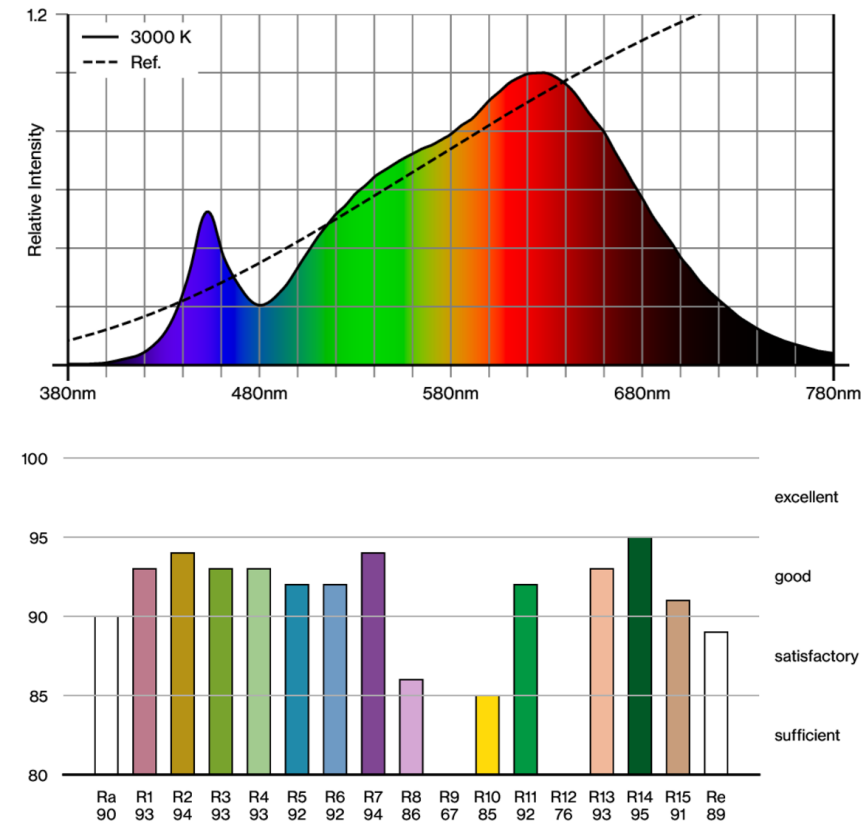 1.2
3000 K
Ref.
Relative Intensity
380nm 480nm 580nm 680nm 780nm
100
excellent
95
good
90
satisfactory
85
sufficient
80
Ra R1 R2 R3 R4 R5 R6 R7 R8 R9 R10 R11 R12 R13 R14 R15 Re
90 93 94 93 93 92 92 94 86 67 85 92 76 93 95 91 89